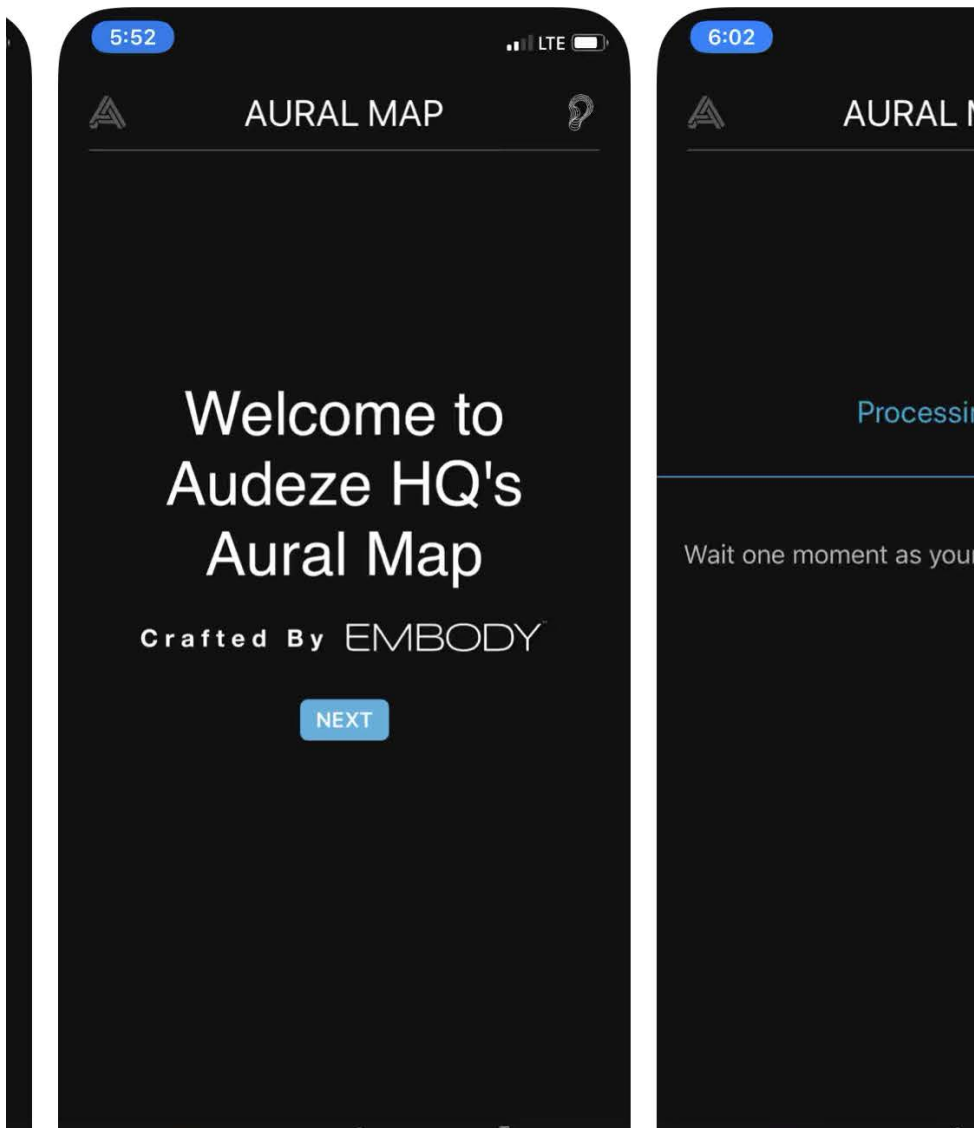 5:52
LTE
AURAL MAP
Welcome to
Audeze HQ's
Aural Map
Crafted By EMBODY
NEXT
6:02
AURAL
Wait one moment as your